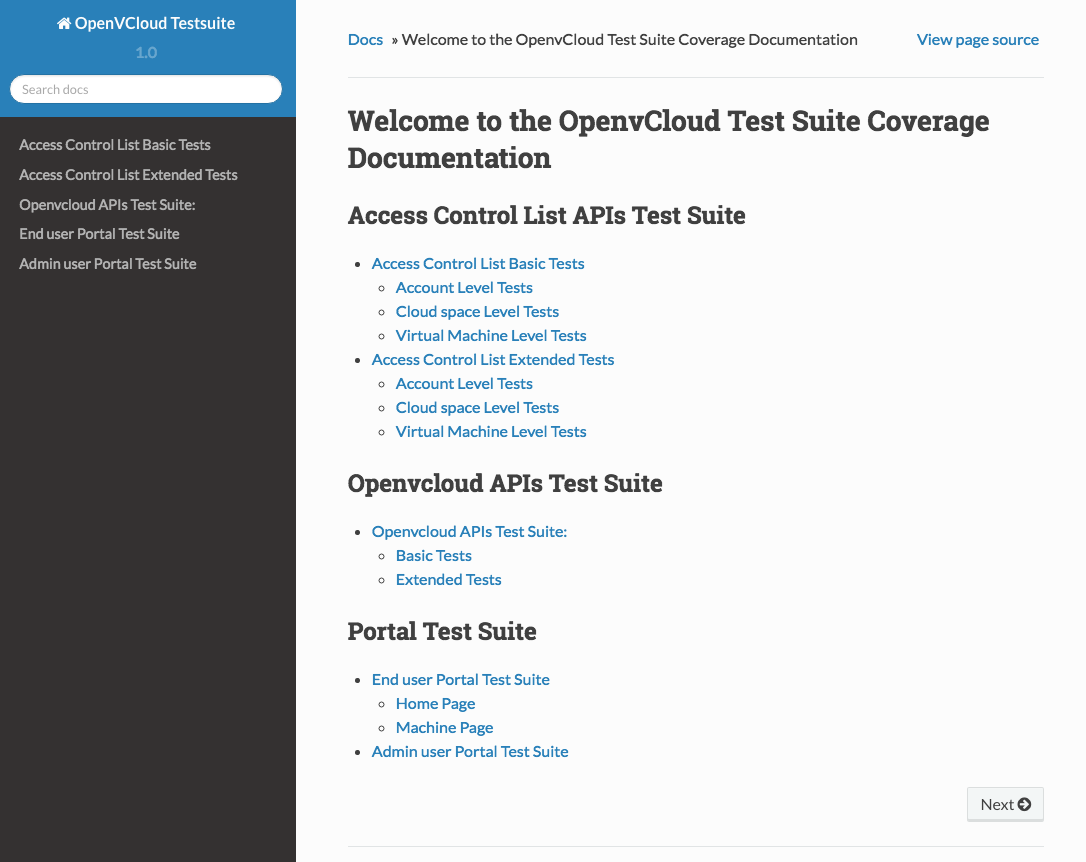 OpenVCloud Testsuite
1.0
Search docs
Access Control List Basic Tests
Access Control List Extended Tests
Openvcloud APIs Test Suite:
End user Portal Test Suite
Admin user Portal Test Suite
Docs » Welcome to the OpenvCloud Test Suite Coverage Documentation
View page source
Welcome to the OpenvCloud Test Suite Coverage
Documentation
Access Control List APIs Test Suite
Access Control List Basic Tests
Account Level Tests
Cloud space Level Tests
Virtual Machine Level Tests
Access Control List Extended Tests
Account Level Tests
Cloud space Level Tests
Virtual Machine Level Tests
Openvcloud APIs Test Suite
Openvcloud APIs Test Suite:
Basic Tests
Extended Tests
Portal Test Suite
End user Portal Test Suite
Home Page
Machine Page
Admin user Portal Test Suite
Next